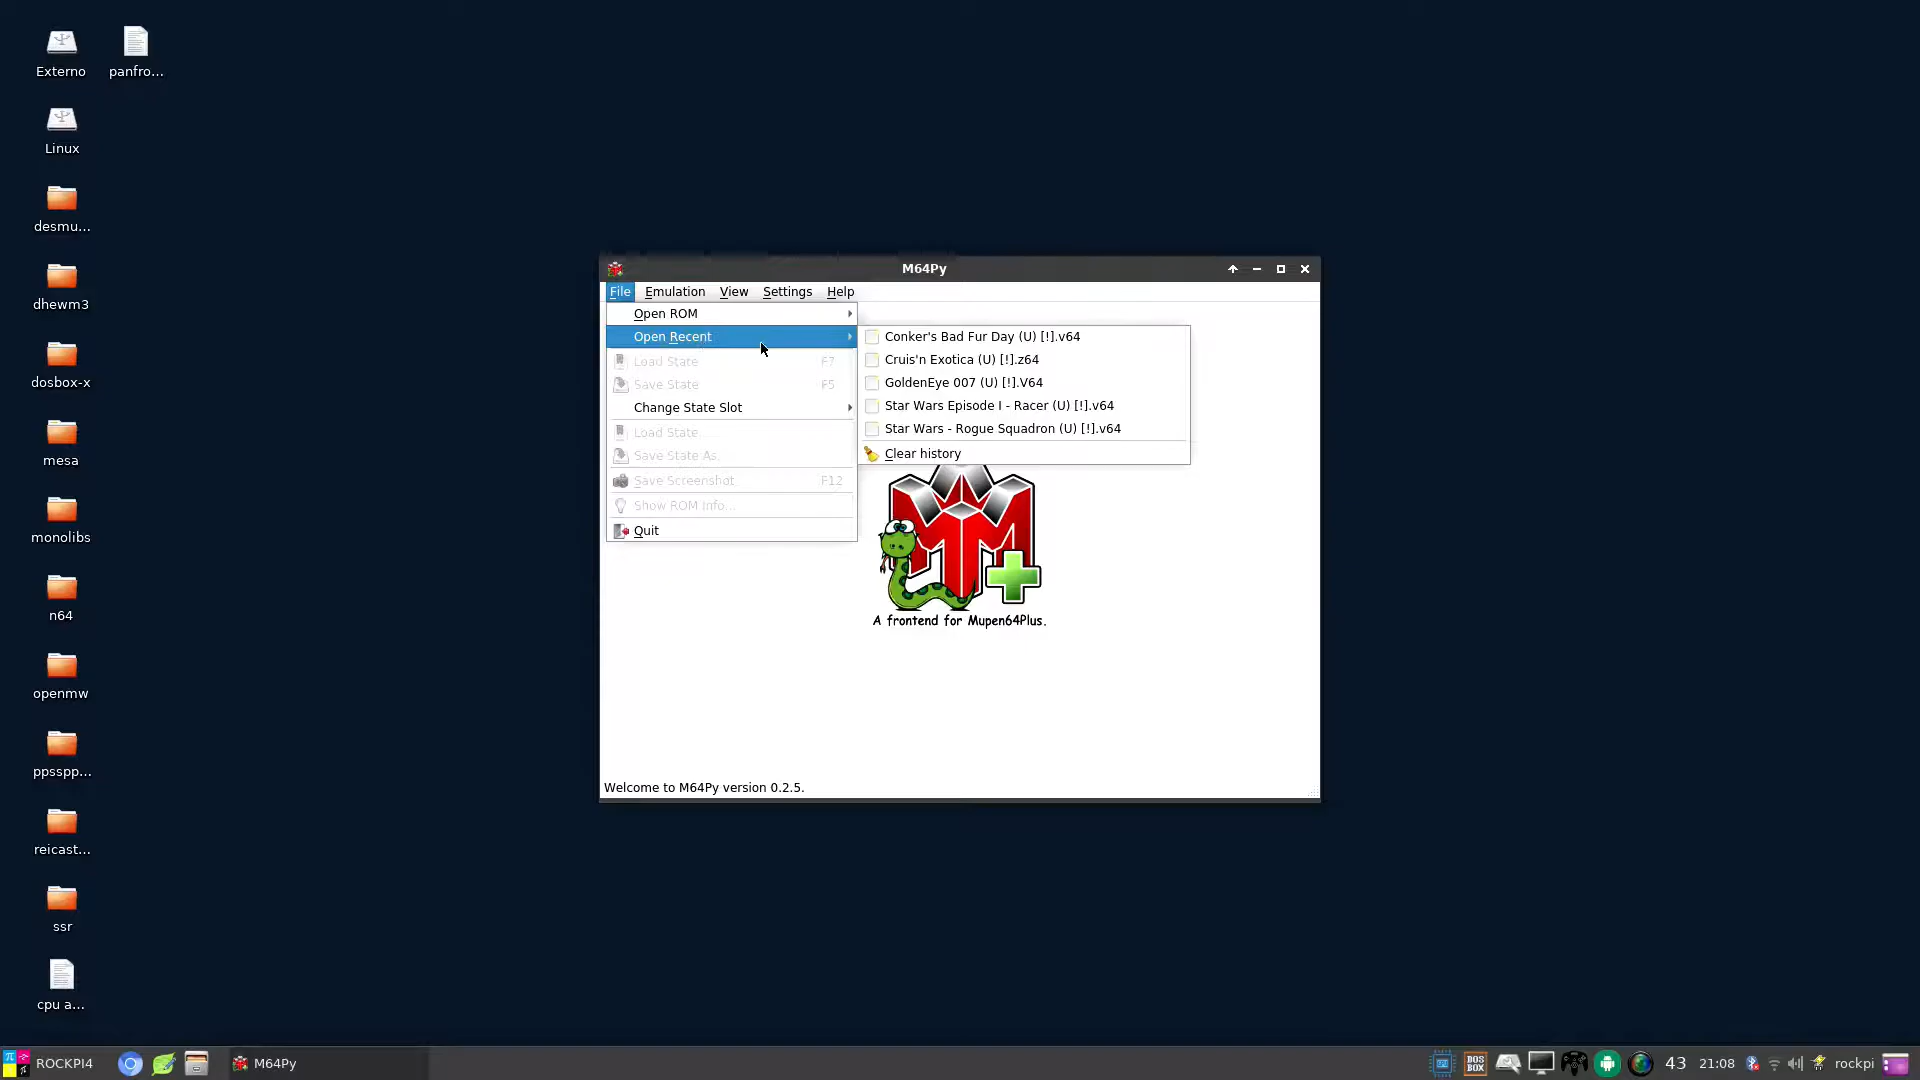 Externo
panfro...
Linux
desmu...
dhewm3
dosbox-x
mesa
monolibs
n64
openmw
ppsspp...
reicast...
ssr
cpu a...
M64Py
File Emulation View Settings Help
Open ROM
Open Recent
Load State F7
Save State F5
Change State Slot
Load State...
Save State As...
Save Screenshot F12
Show ROM Info...
Quit
Conker's Bad Fur Day (U) [!].v64
Cruis'n Exotica (U) [!].z64
GoldenEye 007 (U) [!].V64
Star Wars Episode I - Racer (U) [!].v64
Star Wars - Rogue Squadron (U) [!].v64
Clear history
A frontend for Mupen64Plus.
Welcome to M64Py version 0.2.5.
ROCKPI4
M64Py
DOS
BOX
43 21:08 rockpi